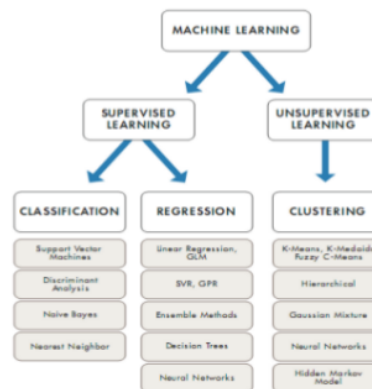 MACHINE LEARNING
SUPERVISED
LEARNING
UNSUPERVISED
LEARNING
CLASSIFICATION
REGRESSION
CLUSTERING
Support Vector
Machines
Discriminant
Analysis
Naive Bayes
Nearest Neighbor
Linear Regression,
GLM
SVR, GPR
Ensemble Methods
Decision Trees
Neural Networks
K-Means, K-Medoids
Fuzzy C-Means
Hierarchical
Gaussian Mixture
Neural Networks
Hidden Markov
Model